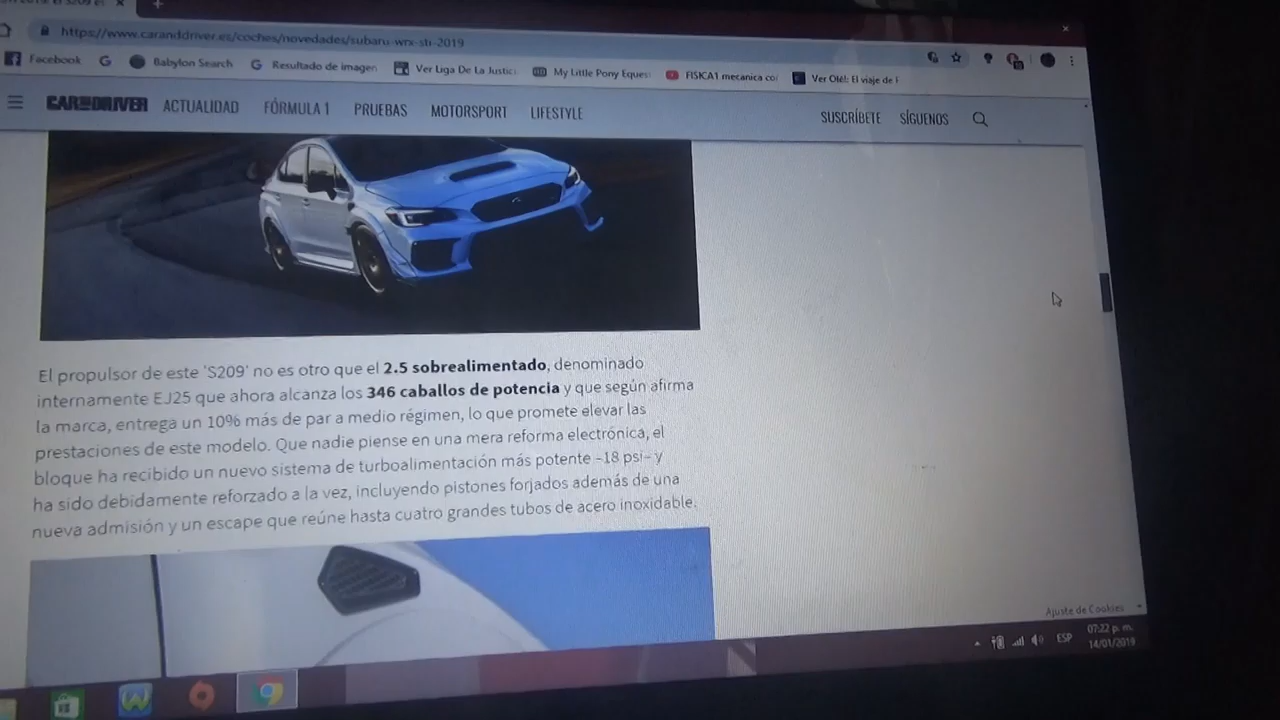 https://www.caranddriver.es/coches/novedades/subaru-wrx-sti-2019
Facebook
Babylon Search
Resultado de imagen
Ver Liga De La Justic
My Little Pony Eques
FISICA1 mecanica co
Ver Olé!: El viaje de F
CAR AND DRIVER
ACTUALIDAD
FÓRMULA 1
PRUEBAS
MOTORSPORT
LIFESTYLE
SUSCRÍBETE
SÍGUENOS
El propulsor de este 'S209' no es otro que el 2.5 sobrealimentado, denominado
internamente EJ25 que ahora alcanza los 346 caballos de potencia y que según afirma
la marca, entrega un 10% más de par a medio régimen, lo que promete elevar las
prestaciones de este modelo. Que nadie piense en una mera reforma electrónica, el
bloque ha recibido un nuevo sistema de turboalimentación más potente –18 psi– y
ha sido debidamente reforzado a la vez, incluyendo pistones forjados además de una
nueva admisión y un escape que reúne hasta cuatro grandes tubos de acero inoxidable.
Ajuste de Cookies
ESP
07:22 p. m.
14/01/2019